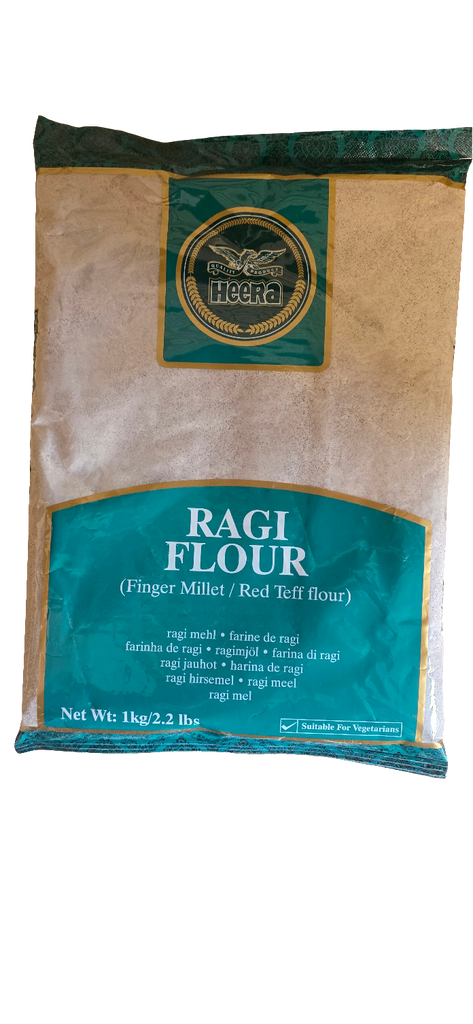 QUALITY PRODUCE
HEERA
RAGI
FLOUR
(Finger Millet / Red Teff flour)
ragi mehl • farine de ragi
farinha de ragi • ragimjöl • farina di ragi
ragi jauhot • harina de ragi
ragi hirsemel • ragi meel
ragi mel
Net Wt: 1kg/2.2 lbs
Suitable For Vegetarians